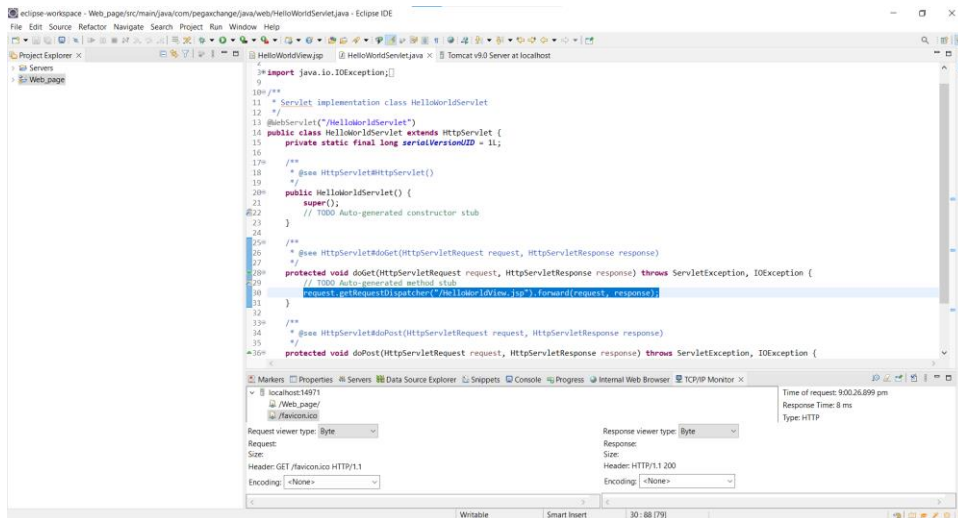 eclipse-workspace - Web_page/src/main/java/com/pegaxchange/java/web/HelloWorldServlet.java - Eclipse IDE
File Edit Source Refactor Navigate Search Project Run Window Help
Project Explorer
HelloWorldView.jsp HelloWorldServlet.java Tomcat v9.0 Server at localhost
Servers
Web_page
3 import java.io.IOException;
9
10 /**
11 * Servlet implementation class HelloWorldServlet
12 */
13 @WebServlet("/HelloWorldServlet")
14 public class HelloWorldServlet extends HttpServlet {
15 private static final long serialVersionUID = 1L;
16
17 /**
18 * @see HttpServlet#HttpServlet()
19 */
20 public HelloWorldServlet() {
21 super();
22 // TODO Auto-generated constructor stub
23 }
24
25 /**
26 * @see HttpServlet#doGet(HttpServletRequest request, HttpServletResponse response)
27 */
28 protected void doGet(HttpServletRequest request, HttpServletResponse response) throws ServletException, IOException {
29 // TODO Auto-generated method stub
30 request.getRequestDispatcher("/HelloWorldView.jsp").forward(request, response);
31 }
32
33 /**
34 * @see HttpServlet#doPost(HttpServletRequest request, HttpServletResponse response)
35 */
36 protected void doPost(HttpServletRequest request, HttpServletResponse response) throws ServletException, IOException {
Markers Properties Servers Data Source Explorer Snippets Console Progress Internal Web Browser TCP/IP Monitor
localhost:14971
/Web_page/
/favicon.ico
Time of request: 9:00.26.899 pm
Response Time: 8 ms
Type: HTTP
Request viewer type: Byte
Request:
Size:
Header: GET /favicon.ico HTTP/1.1
Encoding: <None>
Response viewer type: Byte
Response:
Size:
Header: HTTP/1.1 200
Encoding: <None>
Writable Smart Insert 30 : 88 [79]